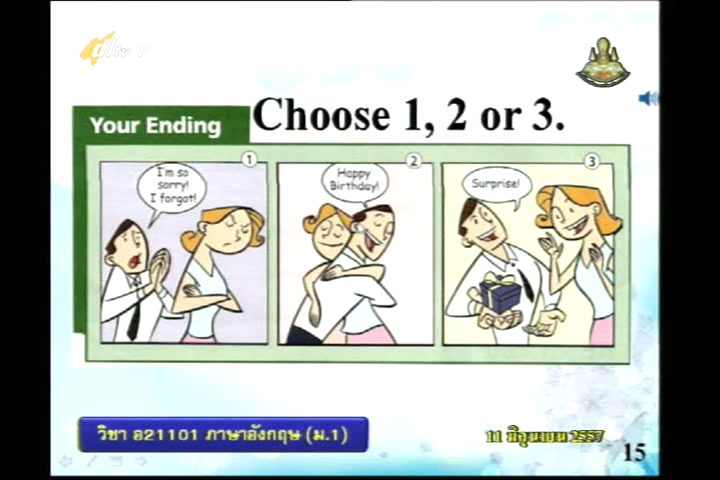 Choose 1, 2 or 3.
Your Ending
1
I'm so
sorry!
I forgot!
2
Happy
Birthday!
3
Surprise!
วิชา อ21101 ภาษาอังกฤษ (ม.1)
11 มิถุนายน 2557
15